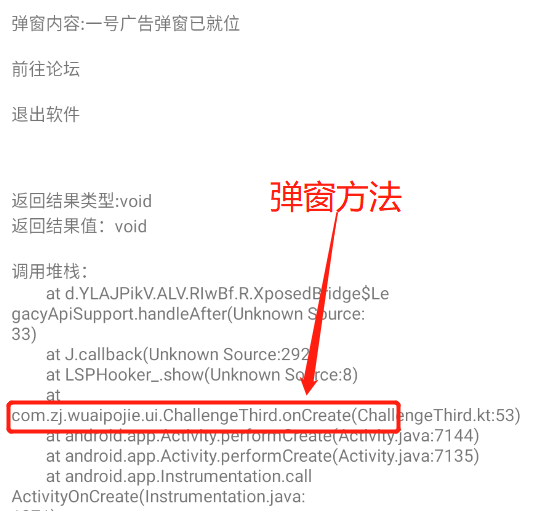 弹窗内容:一号广告弹窗已就位
前往论坛
退出软件
返回结果类型:void
弹窗方法
返回结果值：void
调用堆栈：
at d.YLAJPikV.ALV.RIwBf.R.XposedBridge$Le
gacyApiSupport.handleAfter(Unknown Source:
33)
at J.callback(Unknown Source:292)
at LSPHooker_.show(Unknown Source:8)
at
com.zj.wuaipojie.ui.ChallengeThird.onCreate(ChallengeThird.kt:53)
at android.app.Activity.performCreate(Activity.java:7144)
at android.app.Activity.performCreate(Activity.java:7135)
at android.app.Instrumentation.call
ActivityOnCreate(Instrumentation.java: